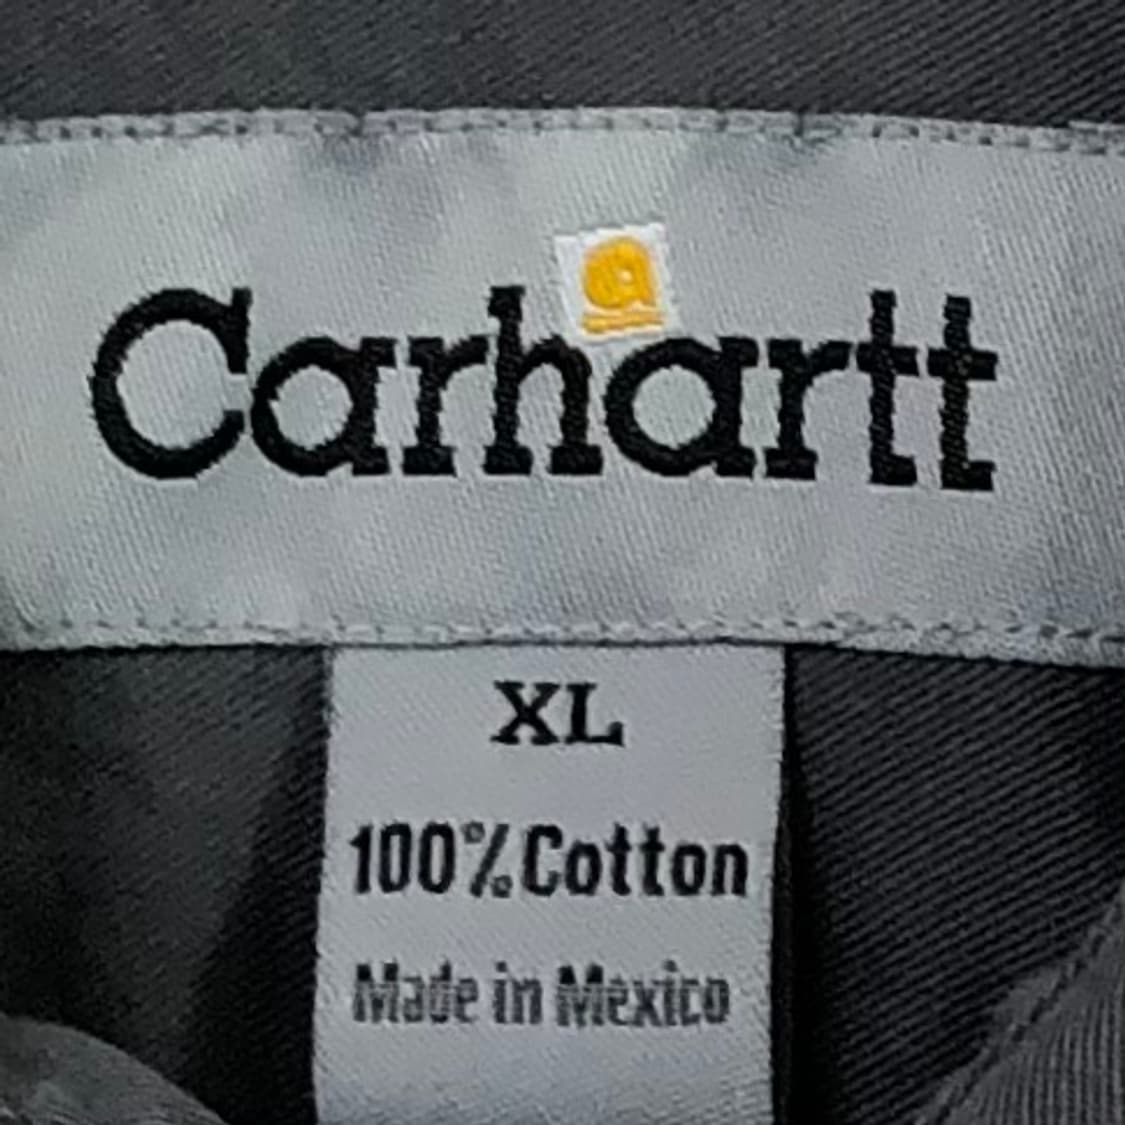 Carhartt
XL
100% Cotton
Made in Mexico